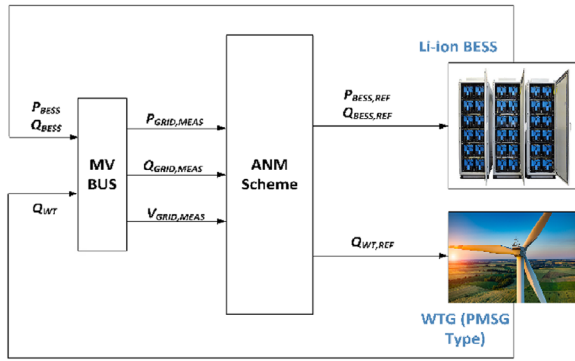 Li-ion BESS
P_BESS
Q_BESS
Q_WT
MV
BUS
P_GRID,MEAS
Q_GRID,MEAS
V_GRID,MEAS
ANM
Scheme
P_BESS,REF
Q_BESS,REF
Q_WT,REF
WTG (PMSG
Type)